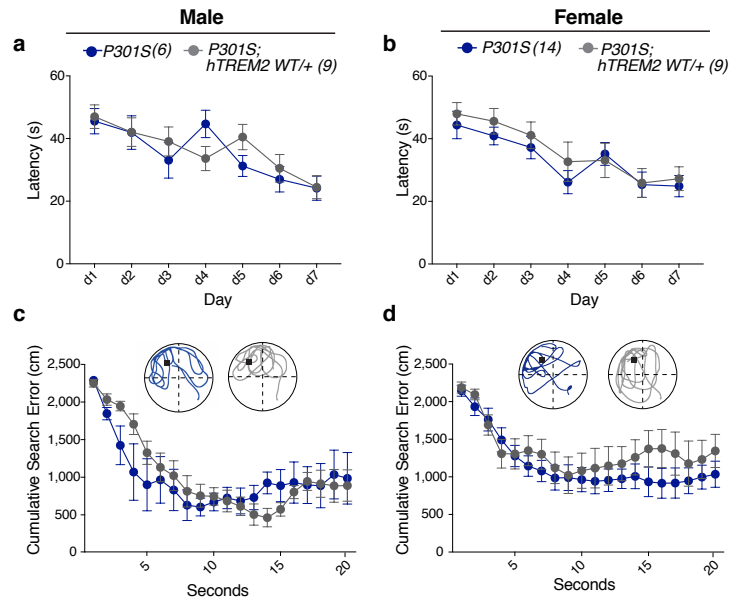 Male
Female
a
P301S(6)
P301S;
hTREM2 WT/+ (9)
60
40
20
0
Latency (s)
d1
d2
d3
d4
d5
d6
d7
Day
b
P301S(14)
P301S;
hTREM2 WT/+ (9)
60
40
20
0
Latency (s)
d1
d2
d3
d4
d5
d6
d7
Day
c
2,500
2,000
1,500
1,000
500
0
Cumulative Search Error (cm)
5
10
15
20
Seconds
d
2,500
2,000
1,500
1,000
500
0
Cumulative Search Error (cm)
5
10
15
20
Seconds